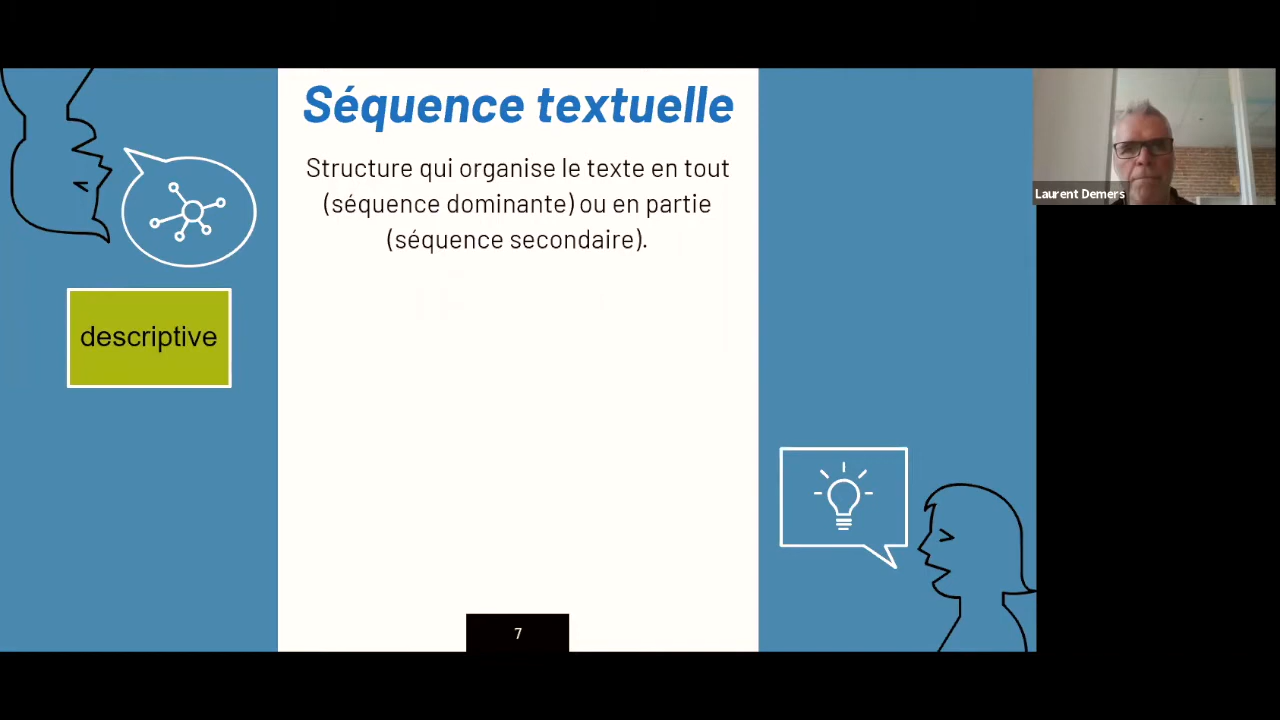 Séquence textuelle
Structure qui organise le texte en tout
(séquence dominante) ou en partie
(séquence secondaire).
descriptive
7
Laurent Demers